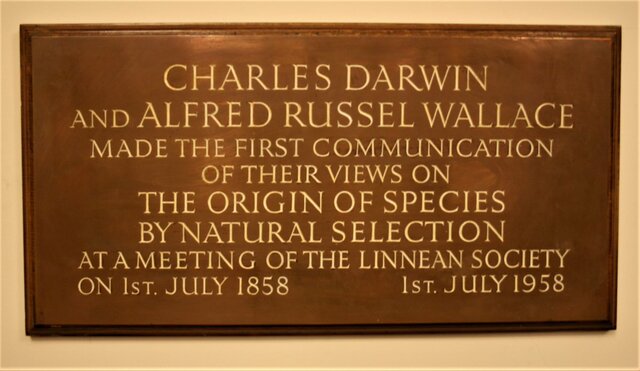 CHARLES DARWIN
AND ALFRED RUSSEL WALLACE
MADE THE FIRST COMMUNICATION
OF THEIR VIEWS ON
THE ORIGIN OF SPECIES
BY NATURAL SELECTION
AT A MEETING OF THE LINNEAN SOCIETY
ON 1ST. JULY 1858 1ST. JULY 1958